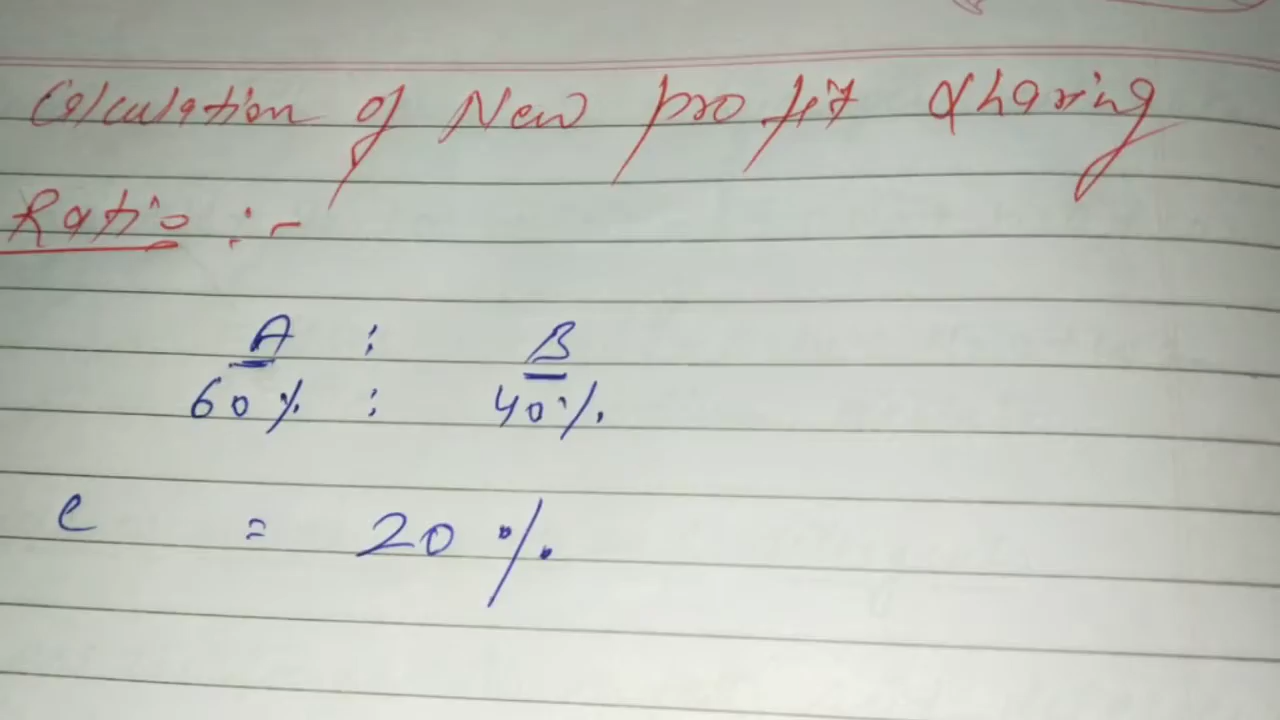 Calculation of New profit sharing
Ratio :-
A : B
60% : 40%.
C = 20%